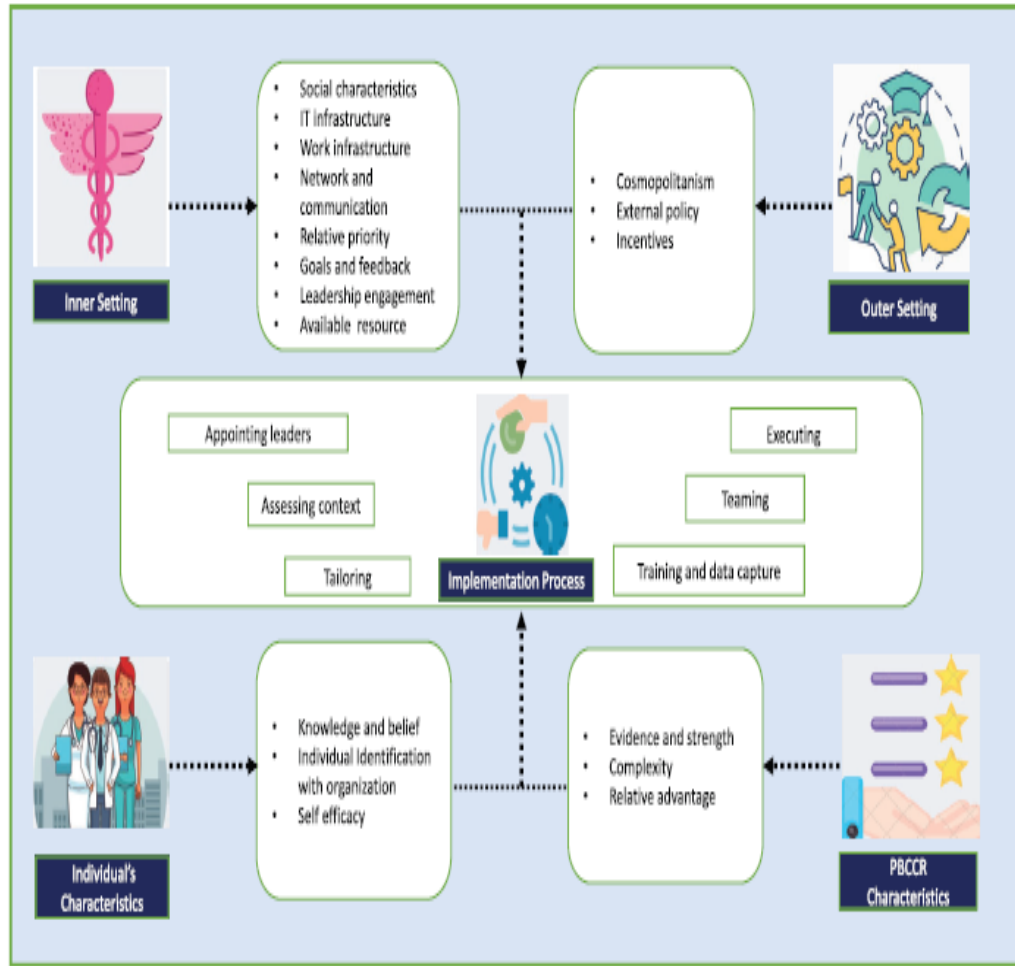 Social characteristics
IT infrastructure
Work infrastructure
Network and
communication
Relative priority
Goals and feedback
Leadership engagement
Available resource
Inner Setting
Cosmopolitanism
External policy
Incentives
Outer Setting
Appointing leaders
Assessing context
Tailoring
Implementation Process
Executing
Teaming
Training and data capture
Knowledge and belief
Individual Identification
with organization
Self efficacy
Individual's
Characteristics
Evidence and strength
Complexity
Relative advantage
PBCCR
Characteristics